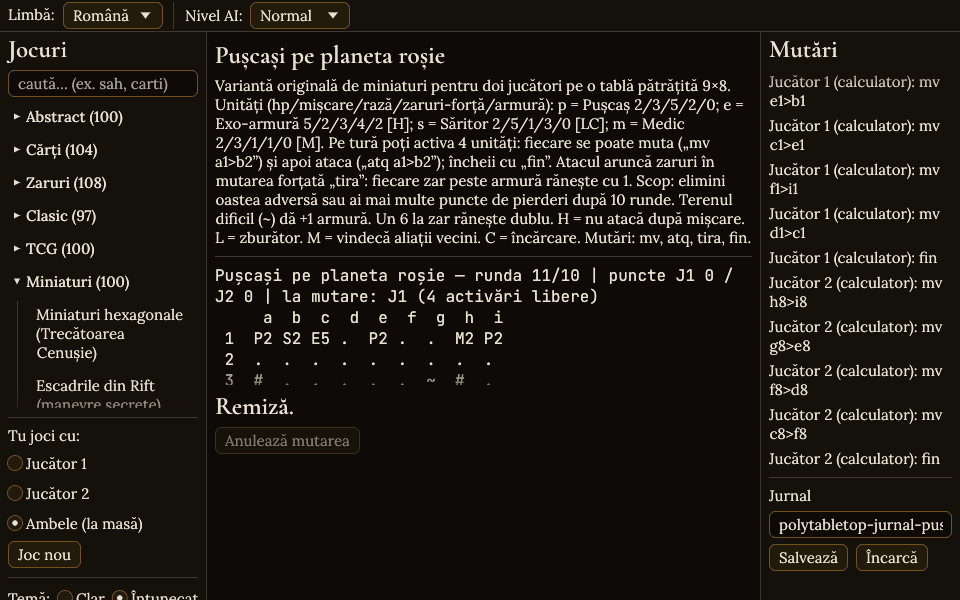 Limbă: Română ▼ Nivel AI: Normal ▼
Jocuri
caută… (ex. sah, carti)
▸ Abstract (100)
▸ Cărți (104)
▸ Zaruri (108)
▸ Clasic (97)
▸ TCG (100)
▾ Miniaturi (100)
Miniaturi hexagonale
(Trecătoarea
Cenușie)
Escadrile din Rift
(manevre secrete)
Tu joci cu:
Jucător 1
Jucător 2
Ambele (la masă)
Joc nou
Temă: Clar Întunecat
Pușcași pe planeta roșie
Variantă originală de miniaturi pentru doi jucători pe o tablă pătrățită 9×8.
Unități (hp/mișcare/rază/zaruri-forță/armură): p = Pușcaș 2/3/5/2/0; e =
Exo-armură 5/2/3/4/2 [H]; s = Săritor 2/5/1/3/0 [LC]; m = Medic
2/3/1/1/0 [M]. Pe tură poți activa 4 unități: fiecare se poate muta („mv
a1>b2”) și apoi ataca („atq a1>b2”); închei cu „fin”. Atacul aruncă zaruri în
mutarea forțată „tira”: fiecare zar peste armură rănește cu 1. Scop: elimini
oastea adversă sau ai mai multe puncte de pierderi după 10 runde. Terenul
dificil (~) dă +1 armură. Un 6 la zar rănește dublu. H = nu atacă după mișcare.
L = zburător. M = vindecă aliații vecini. C = încărcare. Mutări: mv, atq, tira, fin.
Pușcași pe planeta roșie — runda 11/10 | puncte J1 0 /
J2 0 | la mutare: J1 (4 activări libere)
a b c d e f g h i
1 P2 S2 E5 . P2 . . M2 P2
2 . . . . . . . . .
3 # . . . . . ~ # .
Remiză.
Anulează mutarea
Mutări
Jucător 1 (calculator): mv
e1>b1
Jucător 1 (calculator): mv
c1>e1
Jucător 1 (calculator): mv
f1>i1
Jucător 1 (calculator): mv
d1>c1
Jucător 1 (calculator): fin
Jucător 2 (calculator): mv
h8>i8
Jucător 2 (calculator): mv
g8>e8
Jucător 2 (calculator): mv
f8>d8
Jucător 2 (calculator): mv
c8>f8
Jucător 2 (calculator): fin
Jurnal
polytabletop-jurnal-pus
Salvează Încarcă